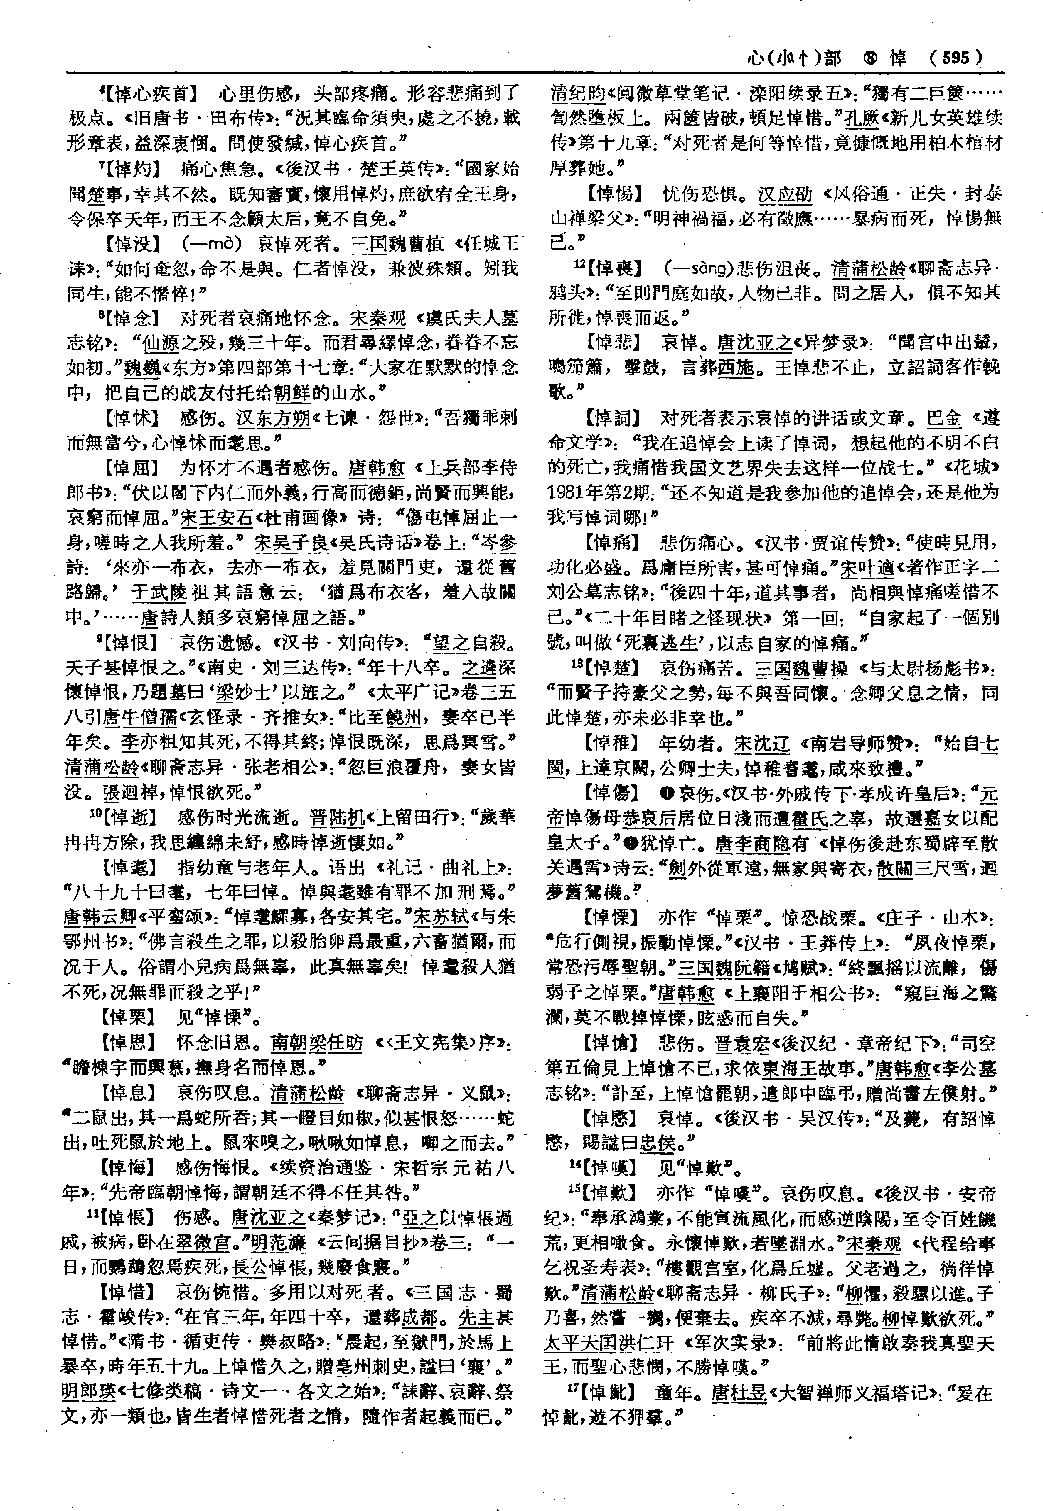 心(小忄)部 ⑧ 悼 (595)
⁴【悼心疾首】 心里伤感，头部疼痛。形容悲痛到了
极点。《旧唐书·田布传》：“况其臨命須臾，處之不撓，載
形章表，益深哀惻。問使發緘，悼心疾首。”
⁷【悼灼】 痛心焦急。《後汉书·楚王英传》：“國家始
聞楚事，幸其不然。既知審實，懷用悼灼，庶欲宥全王身，
令保卒天年，而王不念顧太后，竟不自免。”
【悼没】 (—mò) 哀悼死者。三国魏曹植《任城王
诔》：“如何奄忽，命不是與。仁者悼没，兼彼殊類。矧我
同生，能不憯悴！”
⁸【悼念】 对死者哀痛地怀念。宋秦观《虞氏夫人墓
志铭》：“仙源之殁，幾三十年。而君尋繹悼念，眷眷不忘
如初。”魏巍《东方》第四部第十七章：“大家在默默的悼念
中，把自己的战友付托给朝鲜的山水。”
【悼怵】 感伤。汉东方朔《七谏·怨世》：“吾獨乖剌
而無當兮，心悼怵而耄思。”
【悼屈】 为怀才不遇者感伤。唐韩愈《上兵部李侍
郎书》：“伏以閣下内仁而外義，行高而德鉅，尚賢而興能，
哀窮而悼屈。”宋王安石《杜甫画像》诗：“傷屯悼屈止一
身，嗟時之人我所羞。”宋吴子良《吴氏诗话》卷上：“岑參
詩：‘來亦一布衣，去亦一布衣，羞見關門吏，還從舊
路歸。’于武陵祖其語意云：‘猶爲布衣客，羞入故關
中。’……唐詩人類多哀窮悼屈之語。”
⁹【悼恨】 哀伤遗憾。《汉书·刘向传》：“望之自殺。
天子甚悼恨之。”《南史·刘三达传》：“年十八卒。之遴深
懷悼恨，乃題墓曰‘梁妙士’以旌之。”《太平广记》卷三五
八引唐牛僧孺《玄怪录·齐推女》：“比至饒州，妻卒已半
年矣。李亦粗知其死，不得其終；悼恨既深，思爲冥雪。”
清蒲松龄《聊斋志异·张老相公》：“忽巨浪覆舟，妻女皆
没。張迴棹，悼恨欲死。”
¹⁰【悼逝】 感伤时光流逝。晋陆机《上留田行》：“歲華
冉冉方除，我思纏綿未紓，感時悼逝悽如。”
【悼耄】 指幼童与老年人。语出《礼记·曲礼上》：
“八十九十曰耄，七年曰悼。悼與耄雖有罪不加刑焉。”
唐韩云卿《平蛮颂》：“悼耄鰥寡，各安其宅。”宋苏轼《与朱
鄂州书》：“佛言殺生之罪，以殺胎卵爲最重，六畜猶爾，而
况于人。俗謂小兒病爲無辜，此真無辜矣！悼耄殺人猶
不死，况無罪而殺之乎！”
【悼栗】 见“悼慄”。
【悼恩】 怀念旧恩。南朝梁任昉《〈王文宪集〉序》：
“瞻棟宇而興慕，撫身名而悼恩。”
【悼息】 哀伤叹息。清蒲松龄《聊斋志异·义鼠》：
“二鼠出，其一爲蛇所吞；其一瞪目如椒，似甚恨怒……蛇
出，吐死鼠於地上。鼠來嗅之，啾啾如悼息，啣之而去。”
【悼悔】 感伤悔恨。《续资治通鉴·宋哲宗元祐八
年》：“先帝臨朝悼悔，謂朝廷不得不任其咎。”
¹¹【悼悵】 伤感。唐沈亚之《秦梦记》：“亞之以悼悵過
戚，被病，卧在翠微宫。”明范濂《云间据目抄》卷三：“一
日，而鸚鵡忽焉疾死，長公悼悵，幾廢食寢。”
【悼惜】 哀伤惋惜。多用以对死者。《三国志·蜀
志·霍峻传》：“在官三年，年四十卒，還葬成都。先主甚
悼惜。”《隋书·循吏传·樊叔略》：“晨起，至獄門，於馬上
暴卒，時年五十九。上悼惜久之，贈亳州刺史，諡曰‘襄’。”
明郎瑛《七修类稿·诗文一·各文之始》：“誄辭、哀辭、祭
文，亦一類也，皆生者悼惜死者之情，隨作者起義而已。”
清纪昀《阅微草堂笔记·滦阳续录五》：“獨有二巨篋……
訇然墮板上。兩篋皆破，頓足悼惜。”孔厥《新儿女英雄续
传》第十九章：“对死者是何等悼惜，竟慷慨地用柏木棺材
厚葬她。”
【悼惕】 忧伤恐惧。汉应劭《风俗通·正失·封泰
山禅梁父》：“明神禍福，必有徵應……暴病而死，悼惕無
已。”
¹²【悼喪】 (—sàng)悲伤沮丧。清蒲松龄《聊斋志异·
鸦头》：“至則門庭如故，人物已非。問之居人，俱不知其
所徙，悼喪而返。”
【悼悲】 哀悼。唐沈亚之《异梦录》：“聞宫中出輦，
鳴笳簫，擊鼓，言葬西施。王悼悲不止，立詔詞客作輓
歌。”
【悼詞】 对死者表示哀悼的讲话或文章。巴金《遵
命文学》：“我在追悼会上读了悼词，想起他的不明不白
的死亡，我痛惜我国文艺界失去这样一位战士。”《花城》
1981年第2期：“还不知道是我参加他的追悼会，还是他为
我写悼词哪！”
【悼痛】 悲伤痛心。《汉书·贾谊传赞》：“使時見用，
功化必盛。爲庸臣所害，甚可悼痛。”宋叶適《著作正字二
刘公墓志铭》：“後四十年，道其事者，尚相與悼痛嗟惜不
已。”《二十年目睹之怪现状》第一回：“自家起了一個别
號，叫做‘死裏逃生’，以志自家的悼痛。”
¹³【悼楚】 哀伤痛苦。三国魏曹操《与太尉杨彪书》：
“而賢子恃豪父之勢，每不與吾同懷。念卿父息之情，同
此悼楚，亦未必非幸也。”
【悼稚】 年幼者。宋沈辽《南岩导师赞》：“始自七
閩，上達京闕，公卿士夫，悼稚耆耄，咸來致禮。”
【悼傷】 ❶哀伤。《汉书·外戚传下·孝成许皇后》：“元
帝悼傷母恭哀后居位日淺而遭霍氏之辜，故選嘉女以配
皇太子。”❷犹悼亡。唐李商隐有《悼伤後赴东蜀辟至散
关遇雪》诗云：“劍外從軍遠，無家與寄衣，散關三尺雪，迴
夢舊鴛機。”
【悼慄】 亦作“悼栗”。惊恐战栗。《庄子·山木》：
“危行側視，振動悼慄。”《汉书·王莽传上》：“夙夜悼栗，
常恐污辱聖朝。”三国魏阮籍《鸠赋》：“終飄摇以流離，傷
弱子之悼栗。”唐韩愈《上襄阳于相公书》：“窺巨海之驚
瀾，莫不戰掉悼慄，眩惑而自失。”
【悼愴】 悲伤。晋袁宏《後汉纪·章帝纪下》：“司空
第五倫見上悼愴不已，求依東海王故事。”唐韩愈《李公墓
志铭》：“訃至，上悼愴罷朝，遣郎中臨弔，贈尚書左僕射。”
【悼愍】 哀悼。《後汉书·吴汉传》：“及薨，有詔悼
愍，賜謚曰忠侯。”
¹⁴【悼嘆】 见“悼歎”。
¹⁵【悼歎】 亦作“悼嘆”。哀伤叹息。《後汉书·安帝
纪》：“奉承鴻業，不能宣流風化，而感逆陰陽，至令百姓饑
荒，更相噉食。永懷悼歎，若墜淵水。”宋秦观《代程给事
乞祝圣寿表》：“樓觀宫室，化爲丘墟。父老過之，徜徉悼
歎。”清蒲松龄《聊斋志异·柳氏子》：“柳懼，殺騾以進。子
乃喜，然嘗一臠，便棄去。疾卒不減，尋斃。柳悼歎欲死。”
太平天国洪仁玕《军次实录》：“前將此情啟奏我真聖天
王，而聖心悲憫，不勝悼嘆。”
¹⁷【悼齔】 童年。唐杜昱《大智禅师义福塔记》：“爰在
悼齔，遊不狎羣。”